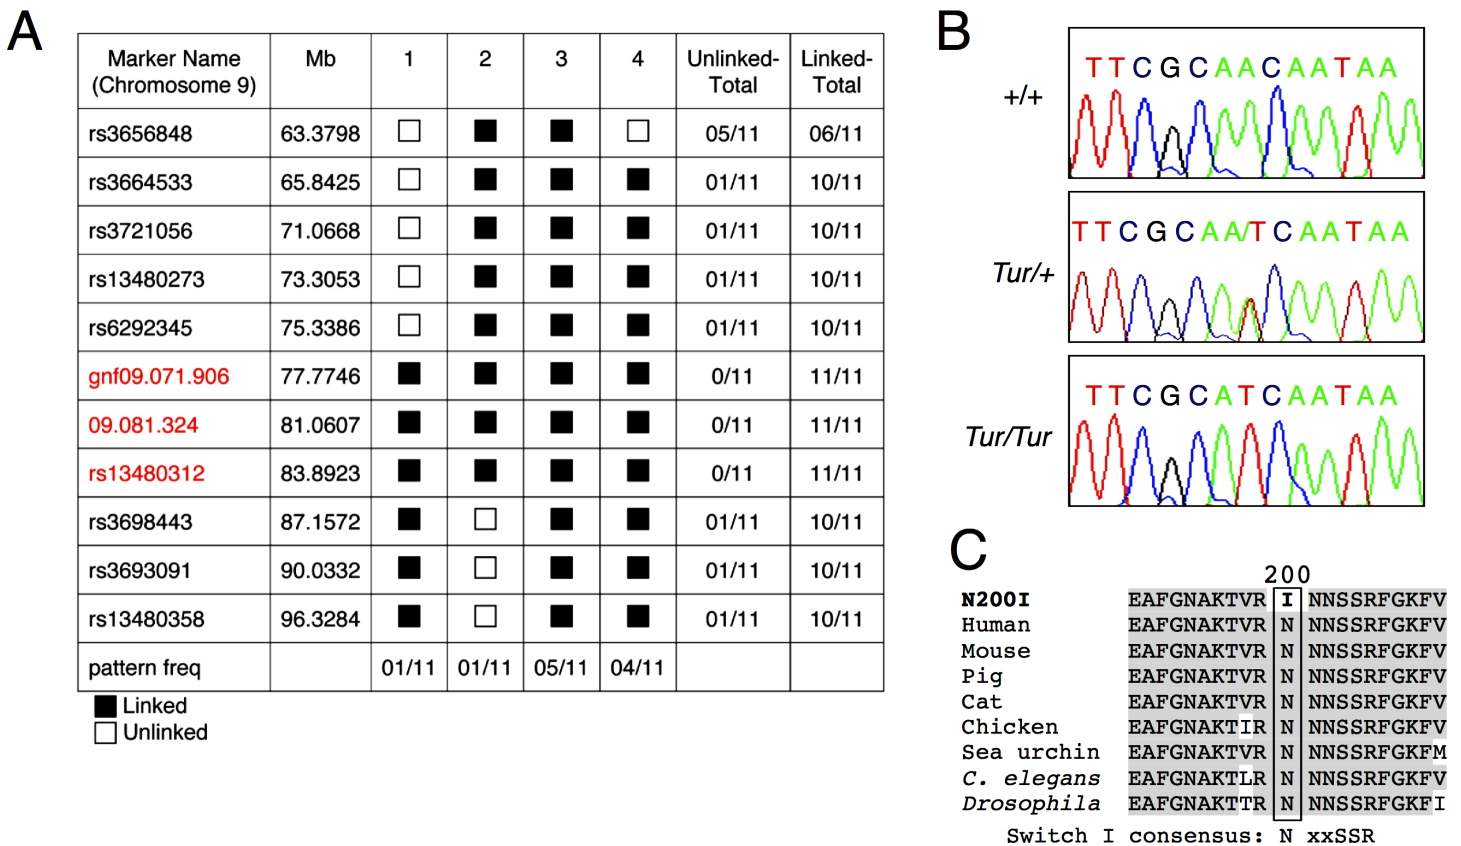 A
Marker Name (Chromosome 9) Mb 1 2 3 4 Unlinked-Total Linked-Total
rs3656848 63.3798 05/11 06/11
rs3664533 65.8425 01/11 10/11
rs3721056 71.0668 01/11 10/11
rs13480273 73.3053 01/11 10/11
rs6292345 75.3386 01/11 10/11
gnf09.071.906 77.7746 0/11 11/11
09.081.324 81.0607 0/11 11/11
rs13480312 83.8923 0/11 11/11
rs3698443 87.1572 01/11 10/11
rs3693091 90.0332 01/11 10/11
rs13480358 96.3284 01/11 10/11
pattern freq 01/11 01/11 05/11 04/11
Linked
Unlinked
B
+/+
TTCGCAACAATAA
Tur/+
TTCGCAA/TCAATAA
Tur/Tur
TTCGCATCAATAA
C
200
N200I EAFGNAKTVR I NNSSRFGKFV
Human EAFGNAKTVR N NNSSRFGKFV
Mouse EAFGNAKTVR N NNSSRFGKFV
Pig EAFGNAKTVR N NNSSRFGKFV
Cat EAFGNAKTVR N NNSSRFGKFV
Chicken EAFGNAKTIR N NNSSRFGKFV
Sea urchin EAFGNAKTVR N NNSSRFGKFM
C. elegans EAFGNAKTLR N NNSSRFGKFV
Drosophila EAFGNAKTTR N NNSSRFGKFI
Switch I consensus: N xxSSR